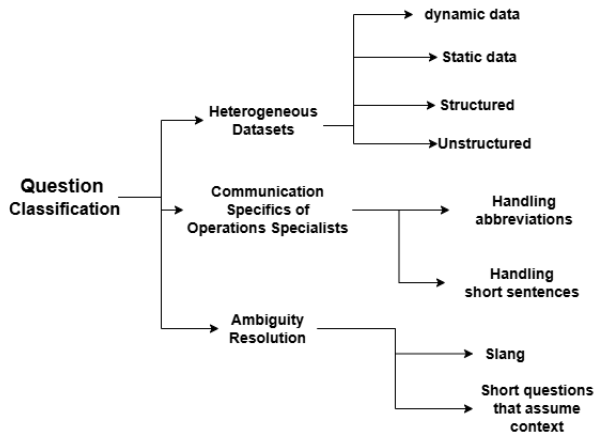 Question
Classification
Heterogeneous
Datasets
dynamic data
Static data
Structured
Unstructured
Communication
Specifics of
Operations Specialists
Handling
abbreviations
Handling
short sentences
Ambiguity
Resolution
Slang
Short questions
that assume
context